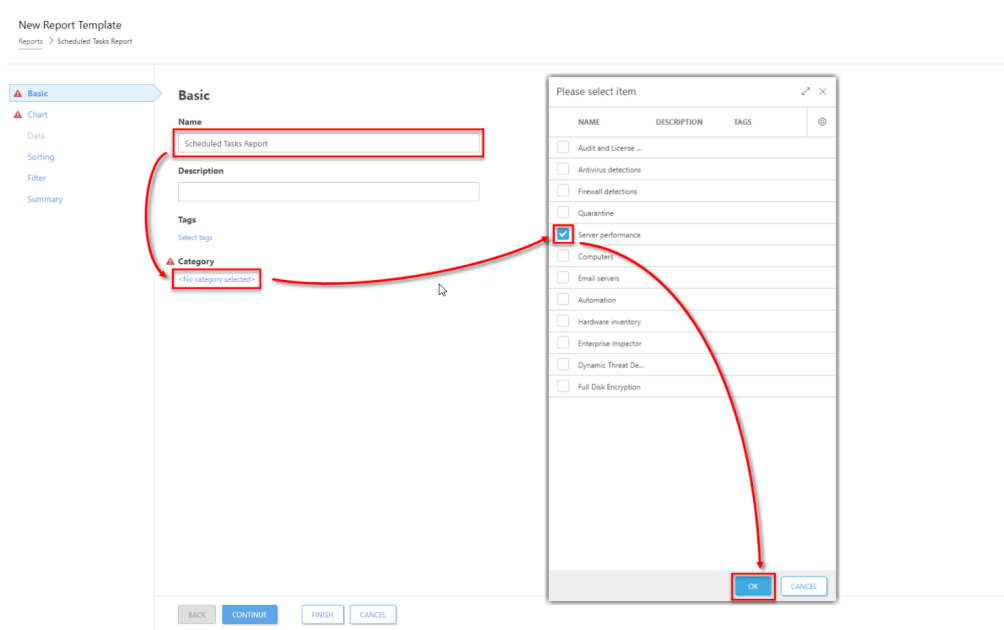 New Report Template
Reports > Scheduled Tasks Report
Basic
Chart
Data
Sorting
Filter
Summary
Basic
Name
Scheduled Tasks Report
Description
Tags
Select tags
Category
<No category selected>
BACK CONTINUE FINISH CANCEL
Please select item
NAME DESCRIPTION TAGS
Audit and License ...
Antivirus detections
Firewall detections
Quarantine
Server performance
Computers
Email servers
Automation
Hardware inventory
Enterprise Inspector
Dynamic Threat De...
Full Disk Encryption
OK CANCEL